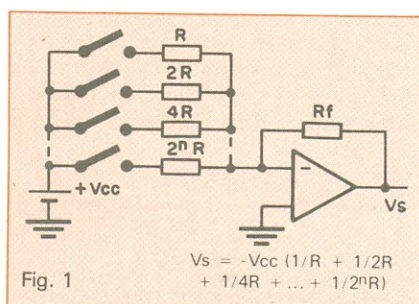 R
2R
4R
2ⁿ R
Rf
+ Vcc
−
Vs
Vs = -Vcc (1/R + 1/2R
+ 1/4R + ... + 1/2ⁿR)
Fig. 1